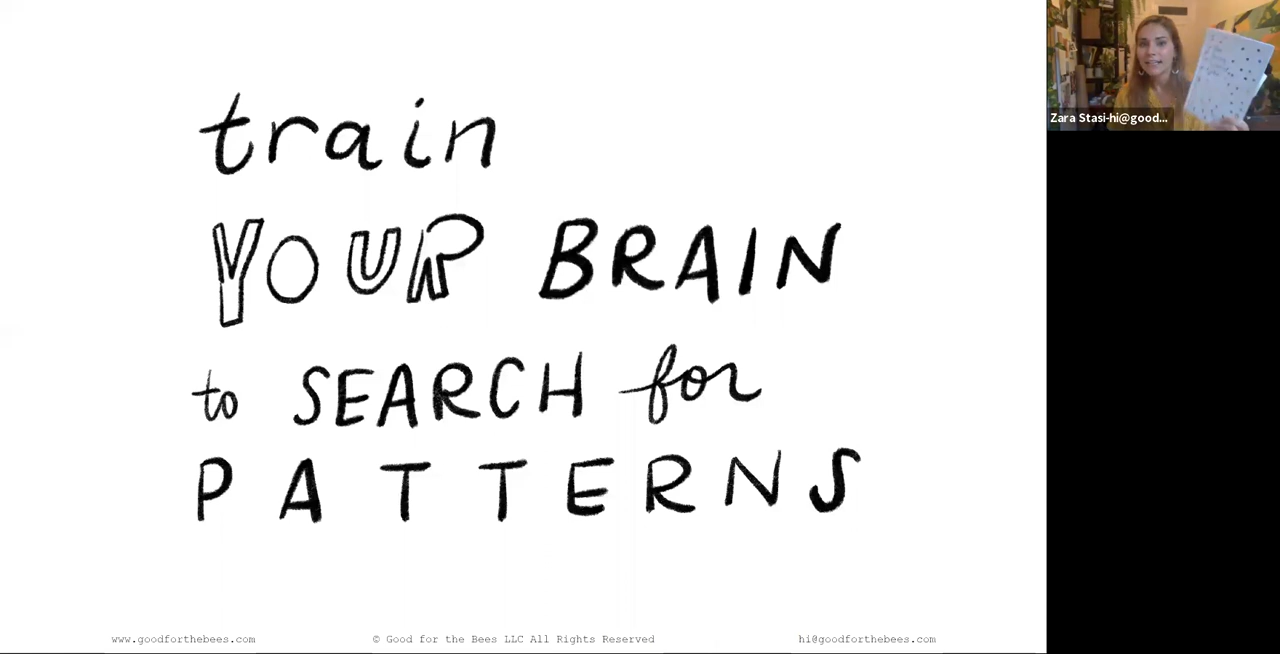 train
YOUR BRAIN
to SEARCH for
PATTERNS
www.goodforthebees.com © Good for the Bees LLC All Rights Reserved hi@goodforthebees.com
Zara Stasi-hi@good...